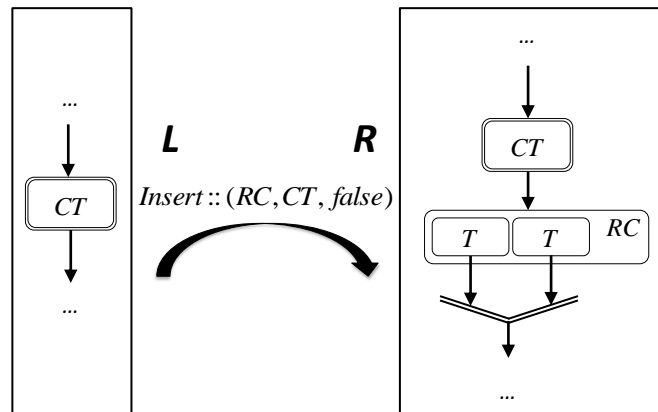 ...
CT
...
L
R
Insert :: (RC, CT, false)
...
CT
T
T
RC
...